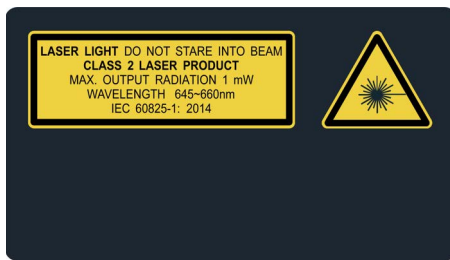 LASER LIGHT DO NOT STARE INTO BEAM
CLASS 2 LASER PRODUCT
MAX. OUTPUT RADIATION 1 mW
WAVELENGTH 645~660nm
IEC 60825-1: 2014